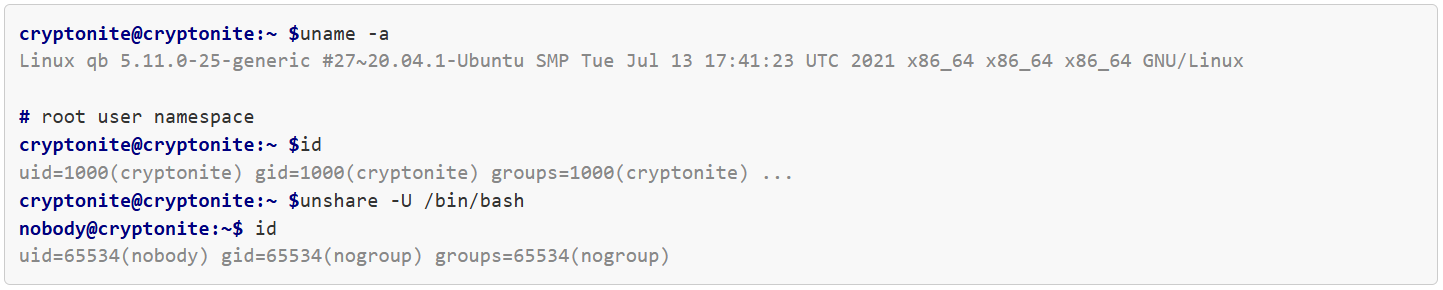 cryptonite@cryptonite:~ $uname -a
Linux qb 5.11.0-25-generic #27~20.04.1-Ubuntu SMP Tue Jul 13 17:41:23 UTC 2021 x86_64 x86_64 x86_64 GNU/Linux
# root user namespace
cryptonite@cryptonite:~ $id
uid=1000(cryptonite) gid=1000(cryptonite) groups=1000(cryptonite) ...
cryptonite@cryptonite:~ $unshare -U /bin/bash
nobody@cryptonite:~$ id
uid=65534(nobody) gid=65534(nogroup) groups=65534(nogroup)